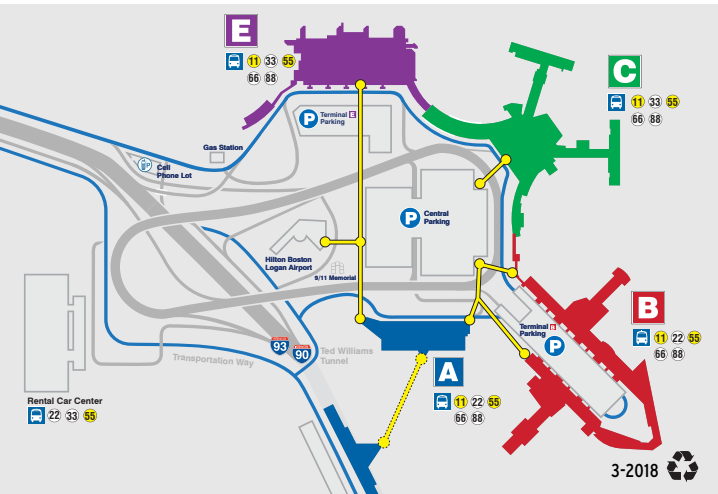 E
11 33 55
66 88
C
11 33 55
66 88
P Terminal E
Parking
Gas Station
Cell
Phone Lot
P Central
Parking
Hilton Boston
Logan Airport
9/11 Memorial
B
11 22 55
66 88
Terminal B
Parking
P
93
90
Ted Williams
Tunnel
Transportation Way
A
11 22 55
66 88
Rental Car Center
22 33 55
3-2018